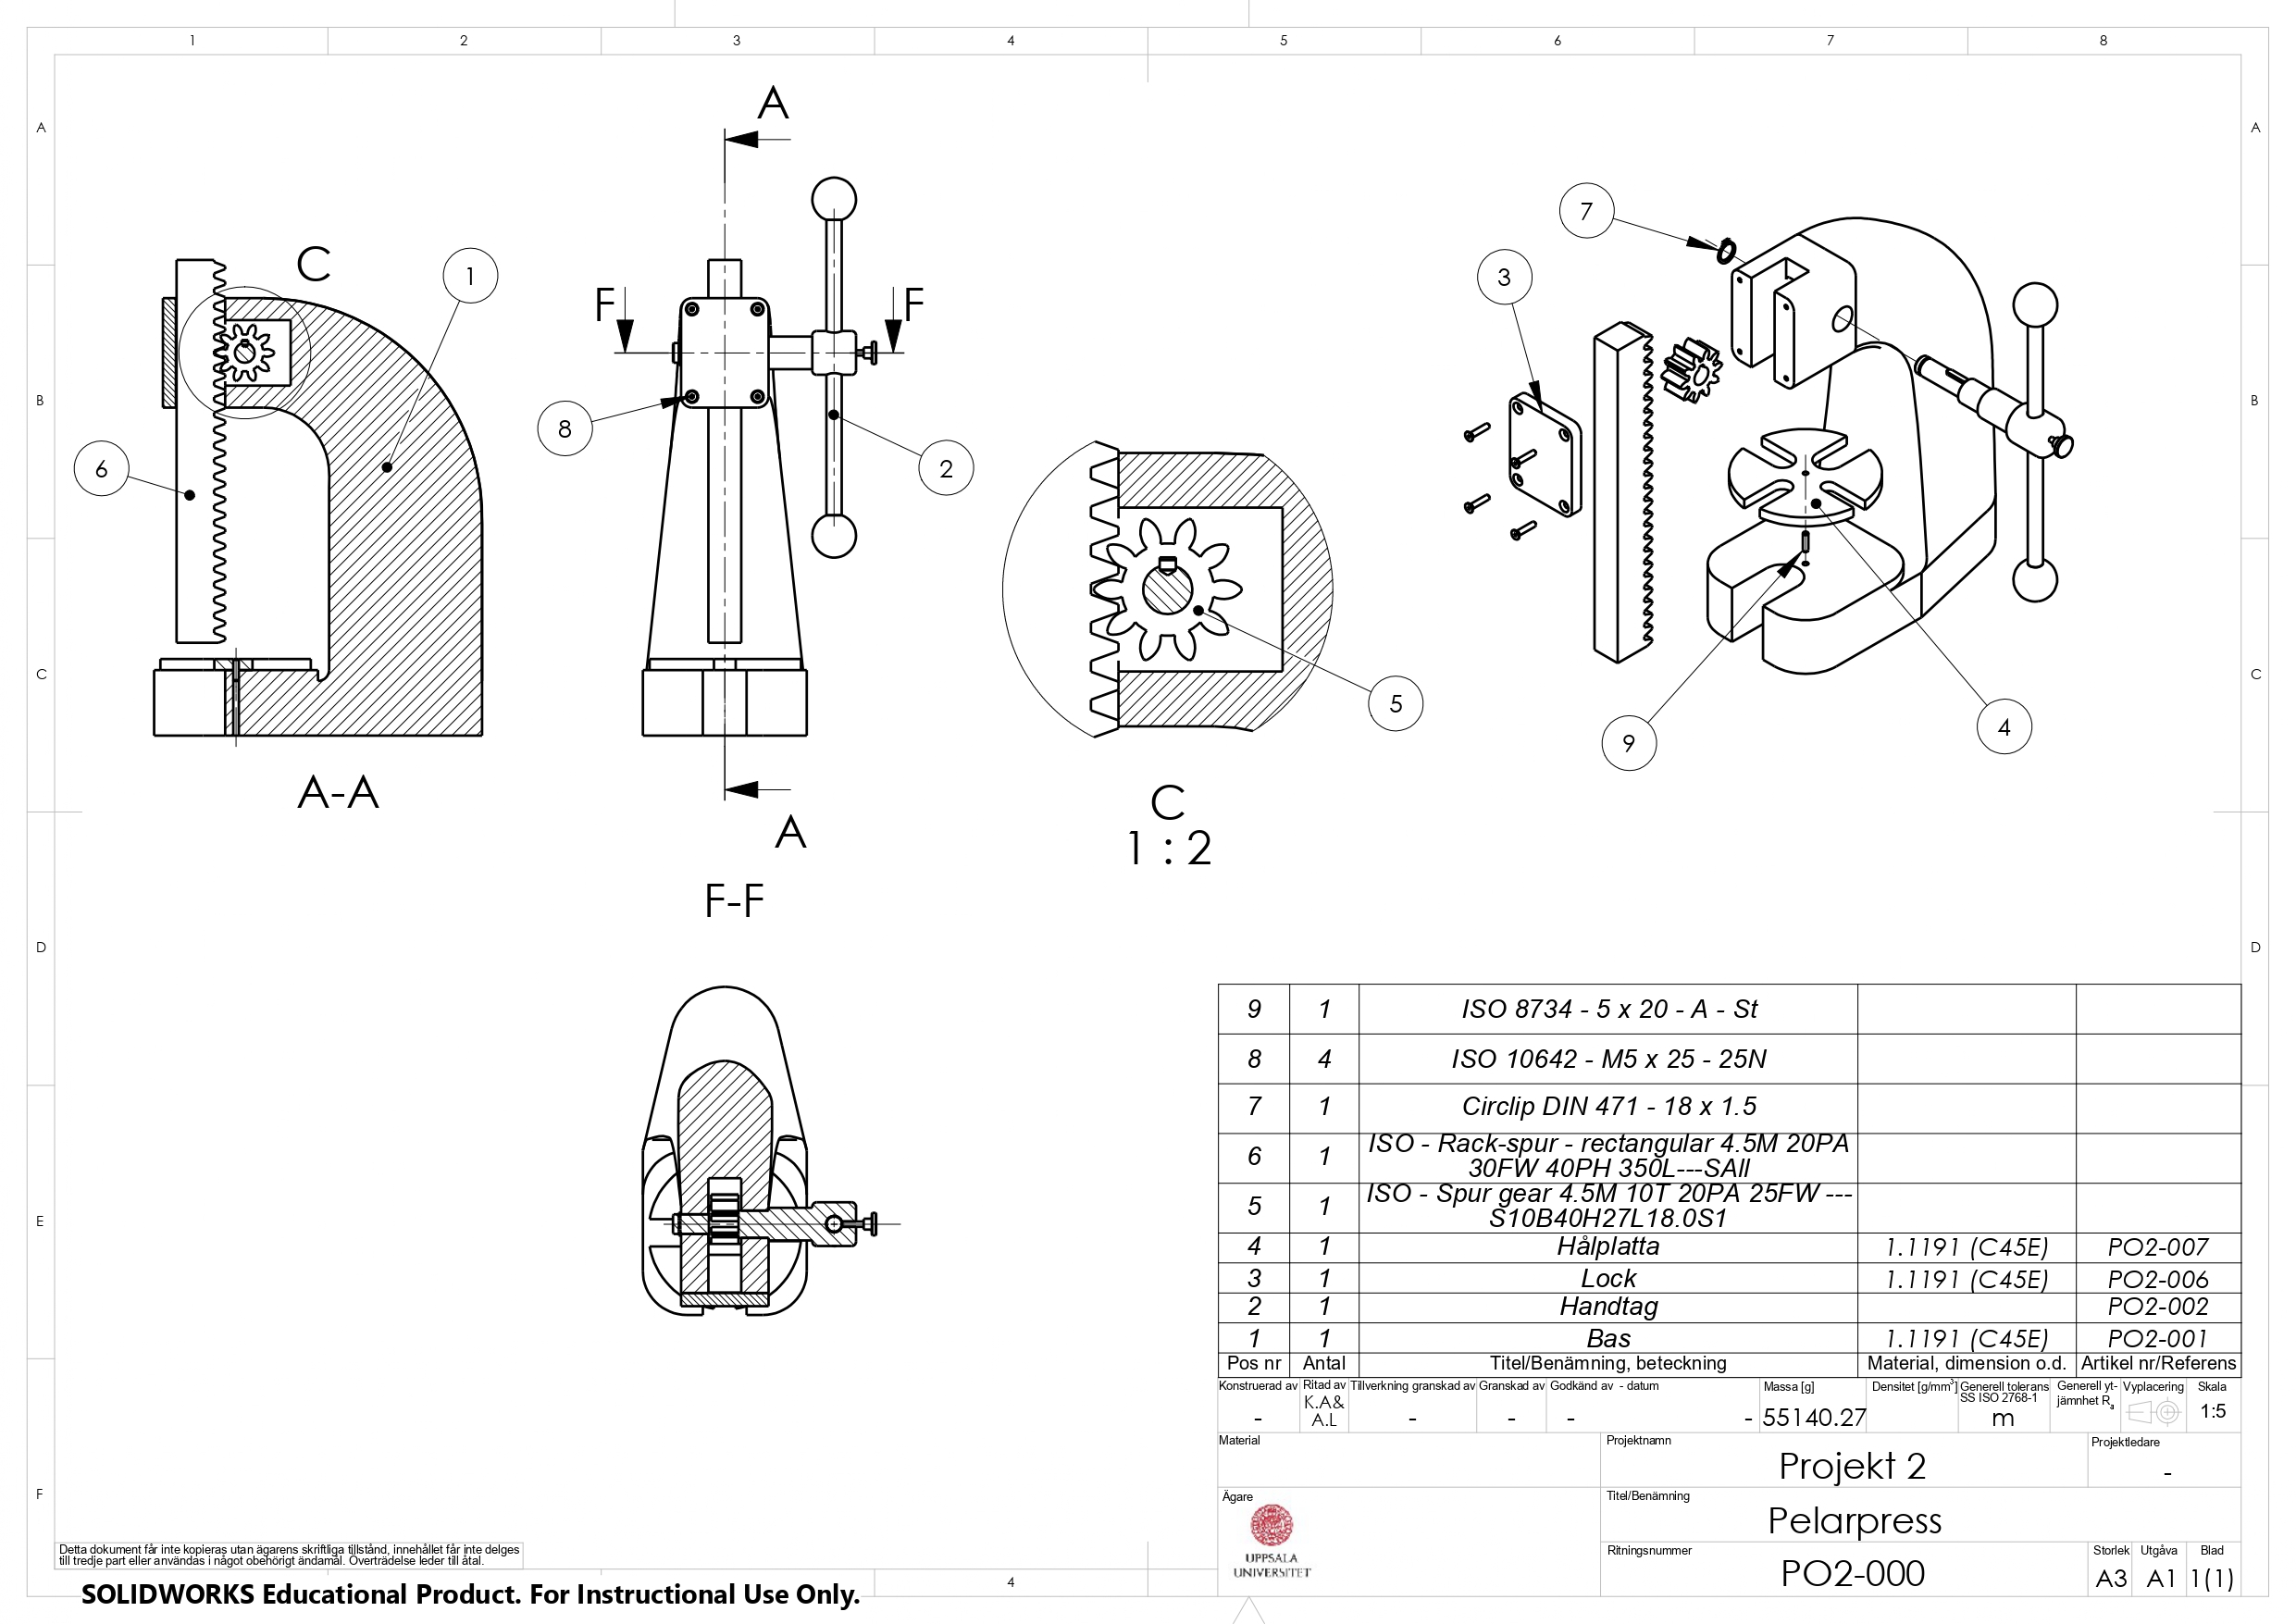 1 2 3 4 5 6 7 8
A A
A
7
C 1 3
F F
B B
8
6 2
C C
5
4
9
A-A
A
C
1 : 2
F-F
D D
9 1 ISO 8734 - 5 x 20 - A - St
8 4 ISO 10642 - M5 x 25 - 25N
7 1 Circlip DIN 471 - 18 x 1.5
6 1 ISO - Rack-spur - rectangular 4.5M 20PA
30FW 40PH 350L---SAll
5 1 ISO - Spur gear 4.5M 10T 20PA 25FW ---
S10B40H27L18.0S1
E E
4 1 Hålplatta 1.1191 (C45E) PO2-007
3 1 Lock 1.1191 (C45E) PO2-006
2 1 Handtag PO2-002
1 1 Bas 1.1191 (C45E) PO2-001
Pos nr Antal Titel/Benämning, beteckning Material, dimension o.d. Artikel nr/Referens
Konstruerad av
-
Ritad av
K.A&
A.L
Tillverkning granskad av
-
Granskad av
-
Godkänd av - datum
- -
Massa [g]
55140.27
Densitet [g/mm³]
Generell tolerans
SS ISO 2768-1
m
Generell yt-
jämnhet Ra
Vyplacering
Skala
1:5
Material
Projektnamn
Projekt 2
Projektledare
-
Ägare
UPPSALA
UNIVERSITET
Titel/Benämning
Pelarpress
Ritningsnummer
PO2-000
Storlek
A3
Utgåva
A1
Blad
1(1)
F
Detta dokument får inte kopieras utan ägarens skriftliga tillstånd, innehållet får inte delges
till tredje part eller användas i något obehörigt ändamål. Överträdelse leder till åtal.
4
SOLIDWORKS Educational Product. For Instructional Use Only.